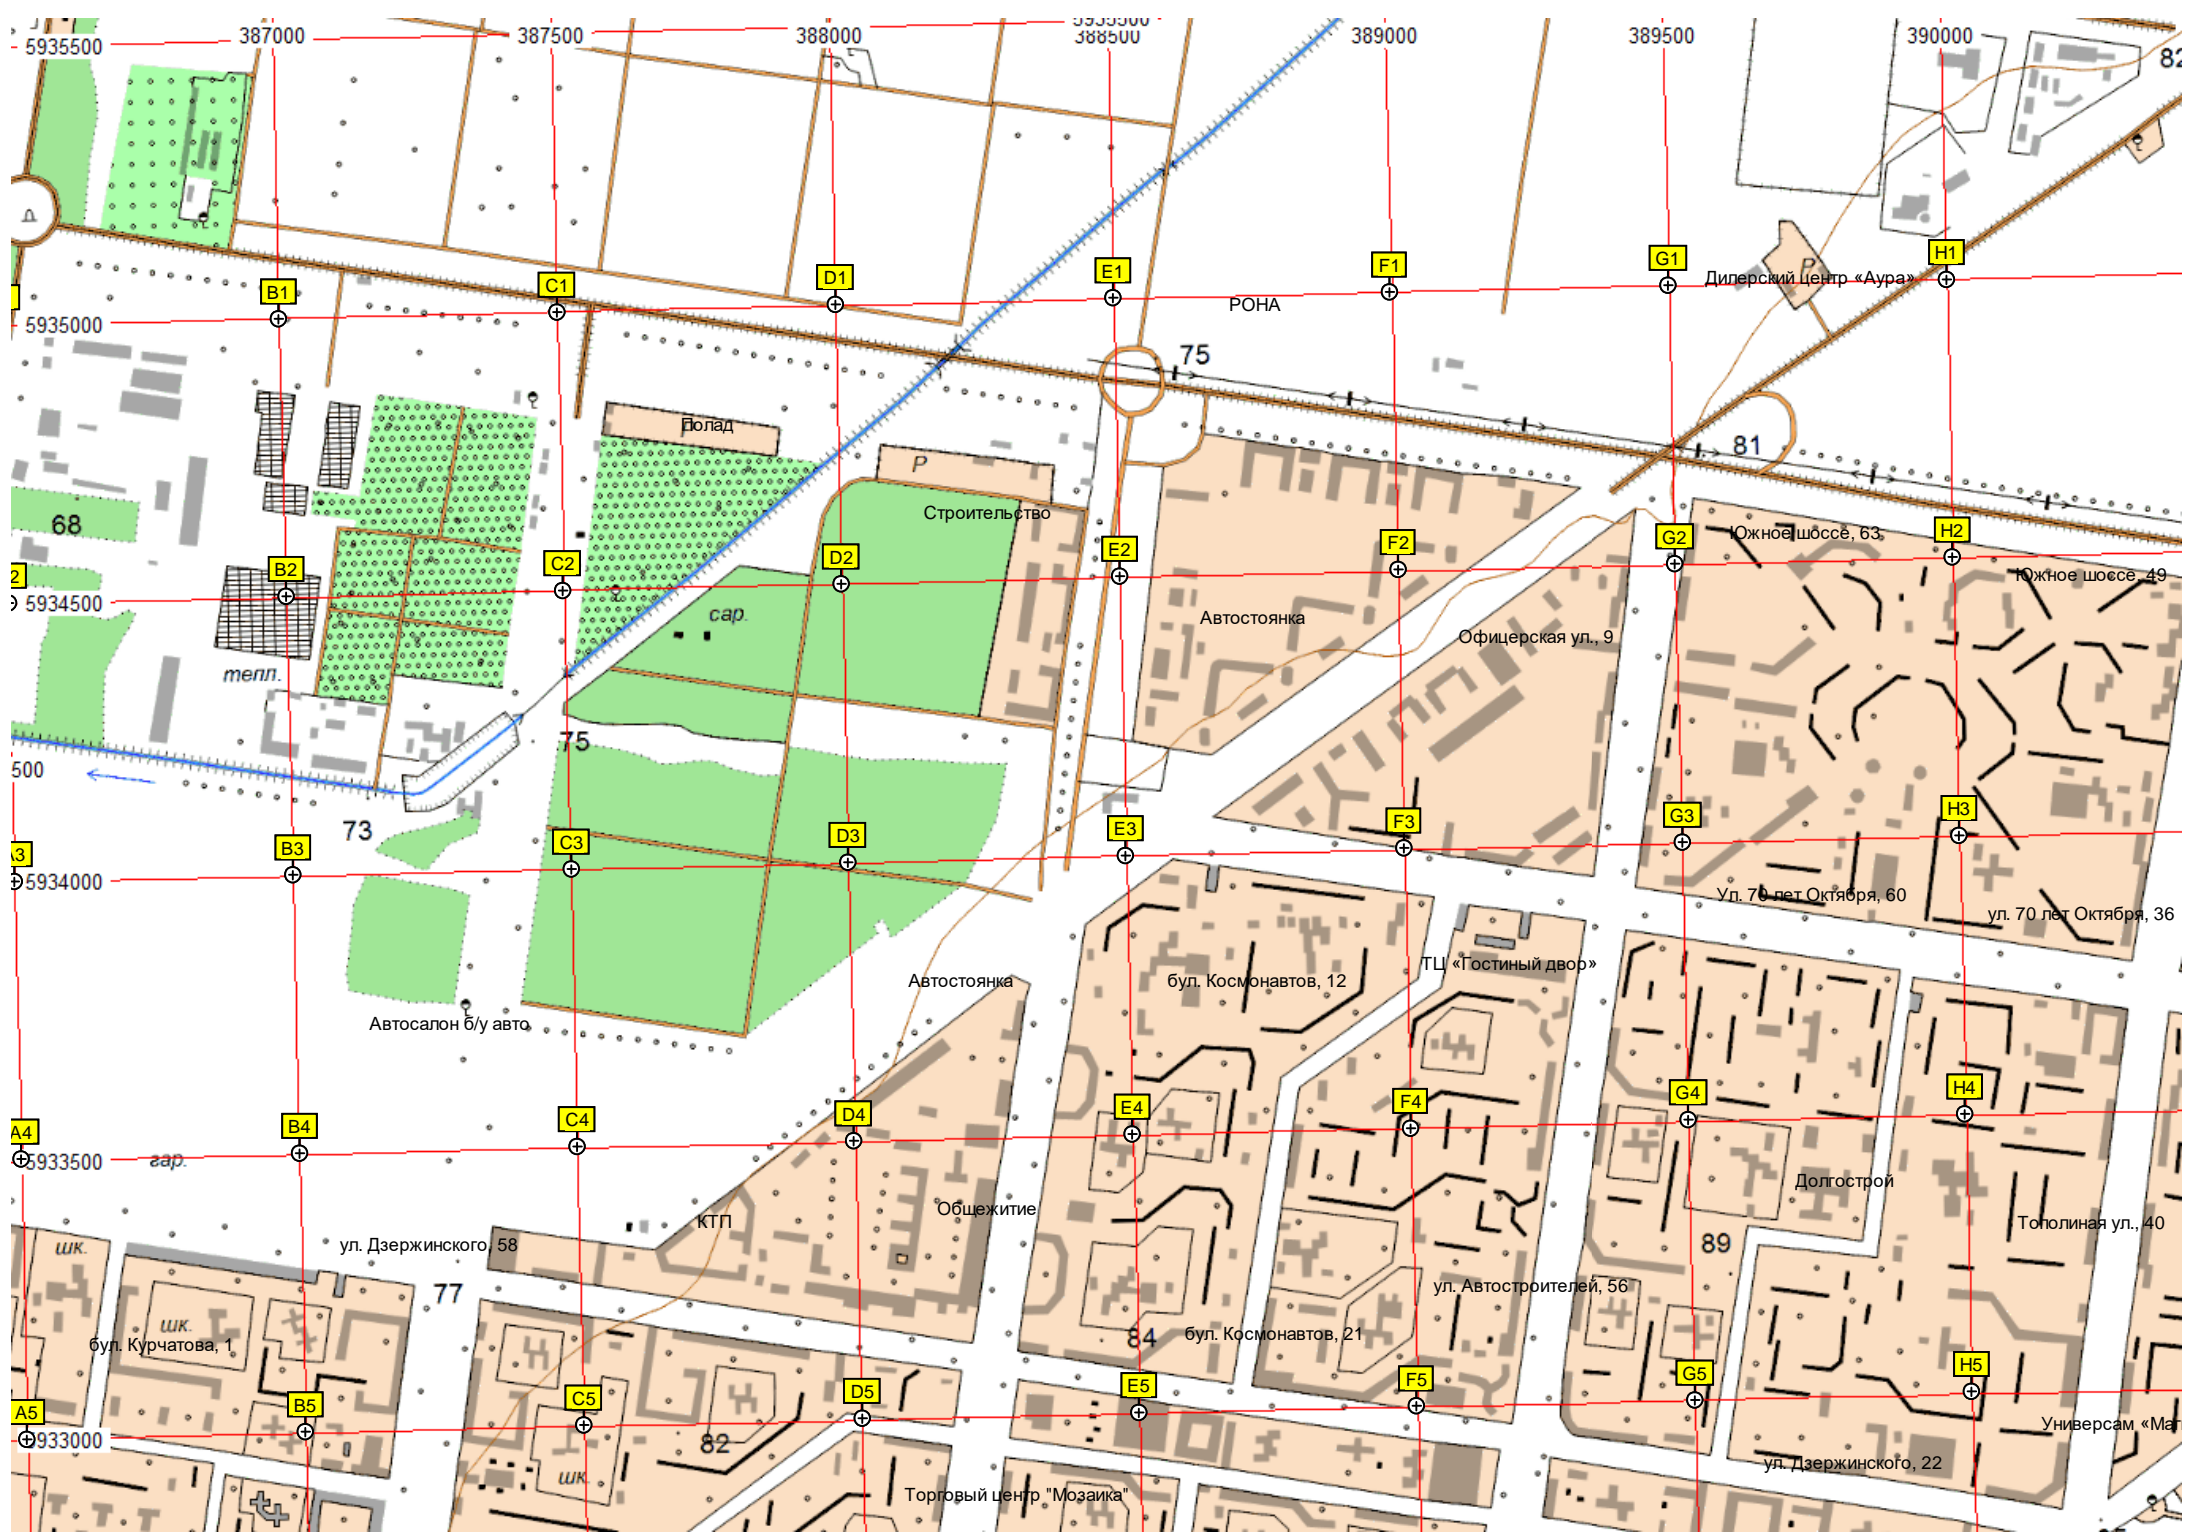 5935500
387000
387500
388000
388500
5935500
389000
389500
390000
82
B1
C1
D1
E1
F1
G1
H1
Дилерский центр «Аура»
Р
РОНА
5935000
75
Полад
81
Р
Строительство
68
Южное шоссе, 63
B2
C2
D2
E2
F2
G2
H2
Южное шоссе, 49
2
5934500
сар.
Автостоянка
Офицерская ул., 9
тепл.
75
500
73
A3
B3
C3
D3
E3
F3
G3
H3
5934000
Ул. 70 лет Октября, 60
ул. 70 лет Октября, 36
ТЦ «Гостиный двор»
Автостоянка
бул. Космонавтов, 12
Автосалон б/у авто
A4
B4
C4
D4
E4
F4
G4
H4
5933500
гар.
Долгострой
КТП
Общежитие
Тополиная ул., 40
шк.
ул. Дзержинского, 58
89
77
ул. Автостроителей, 56
шк.
бул. Курчатова, 1
84
бул. Космонавтов, 21
A5
B5
C5
D5
E5
F5
G5
H5
5933000
82
Универсам «Маг
шк.
ул. Дзержинского, 22
Торговый центр "Мозаика"